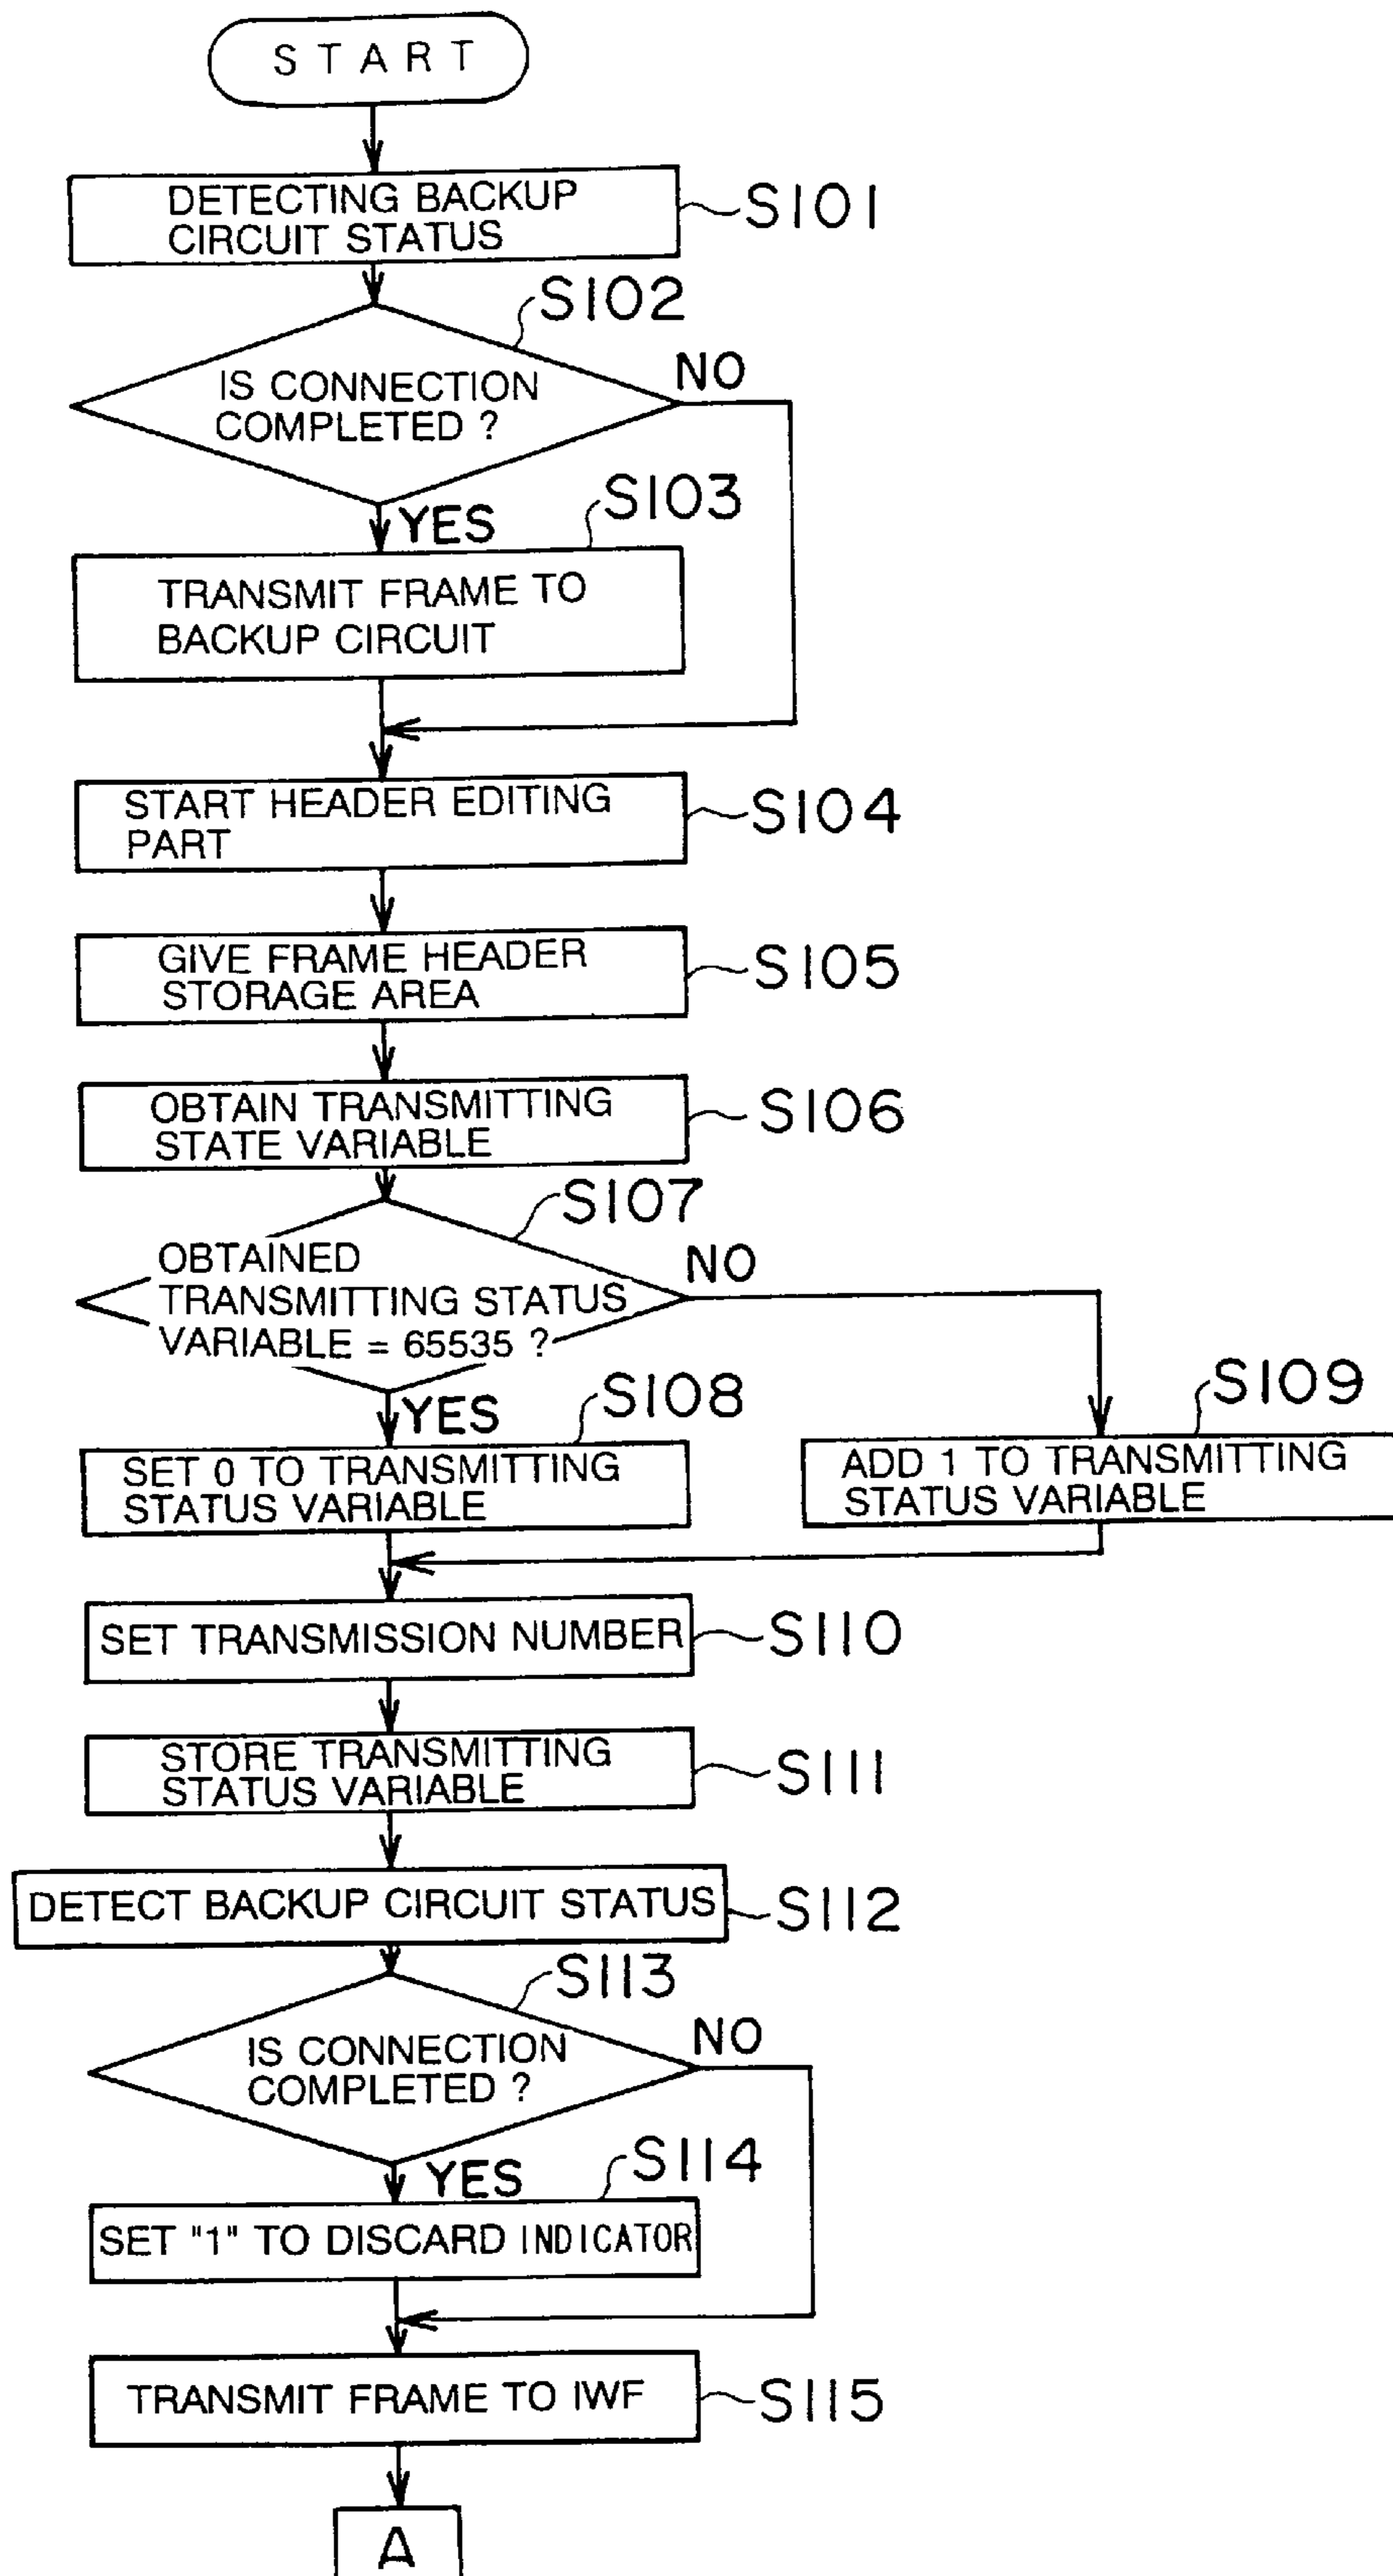 START
DETECTING BACKUP
CIRCUIT STATUS
S101
S102
IS CONNECTION
COMPLETED ?
NO
YES
S103
TRANSMIT FRAME TO
BACKUP CIRCUIT
START HEADER EDITING
PART
S104
GIVE FRAME HEADER
STORAGE AREA
S105
OBTAIN TRANSMITTING
STATE VARIABLE
S106
S107
OBTAINED
TRANSMITTING STATUS
VARIABLE = 65535 ?
NO
YES
S108
SET 0 TO TRANSMITTING
STATUS VARIABLE
S109
ADD 1 TO TRANSMITTING
STATUS VARIABLE
SET TRANSMISSION NUMBER
S110
STORE TRANSMITTING
STATUS VARIABLE
S111
DETECT BACKUP CIRCUIT STATUS
S112
S113
IS CONNECTION
COMPLETED ?
NO
YES
S114
SET "1" TO DISCARD INDICATOR
TRANSMIT FRAME TO IWF
S115
A